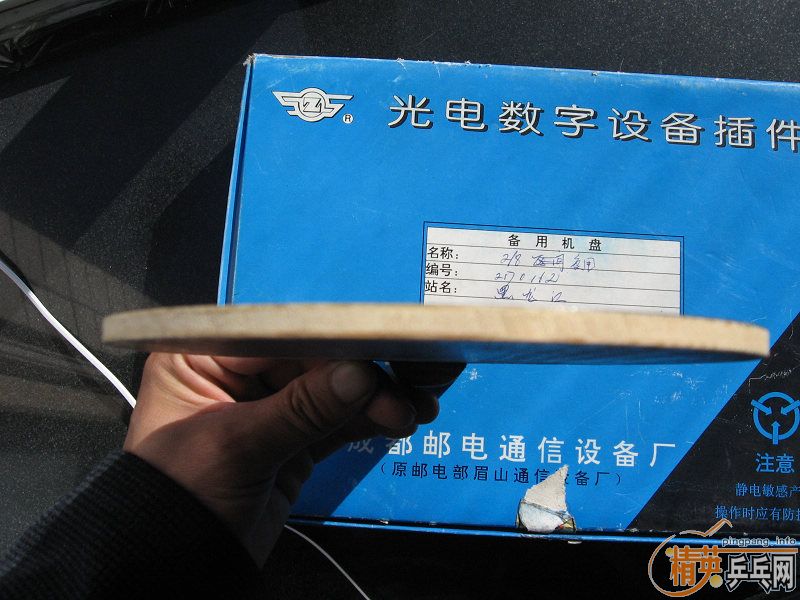 光电数字设备插件
备用机盘
名称：
编号：
站名：黑龙江
成都邮电通信设备厂
（原邮电部眉山通信设备厂）
注意
静电敏感产
操作时应有防
pingpang.info
精英乒乓网